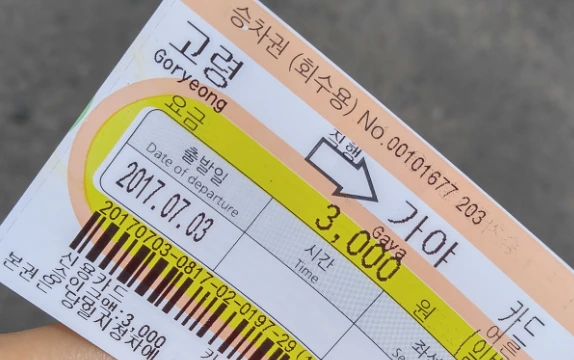 승차권 (회수용) No.00101677 203
고령
Goryeong
직행
가야
Gaya
요금
3,000 원
출발일
Date of departure
시간
Time
2017.07.03
20170703-0817-02-0197-29
신용카드
승인금액:3,000
본권은 당일지정차에
카드